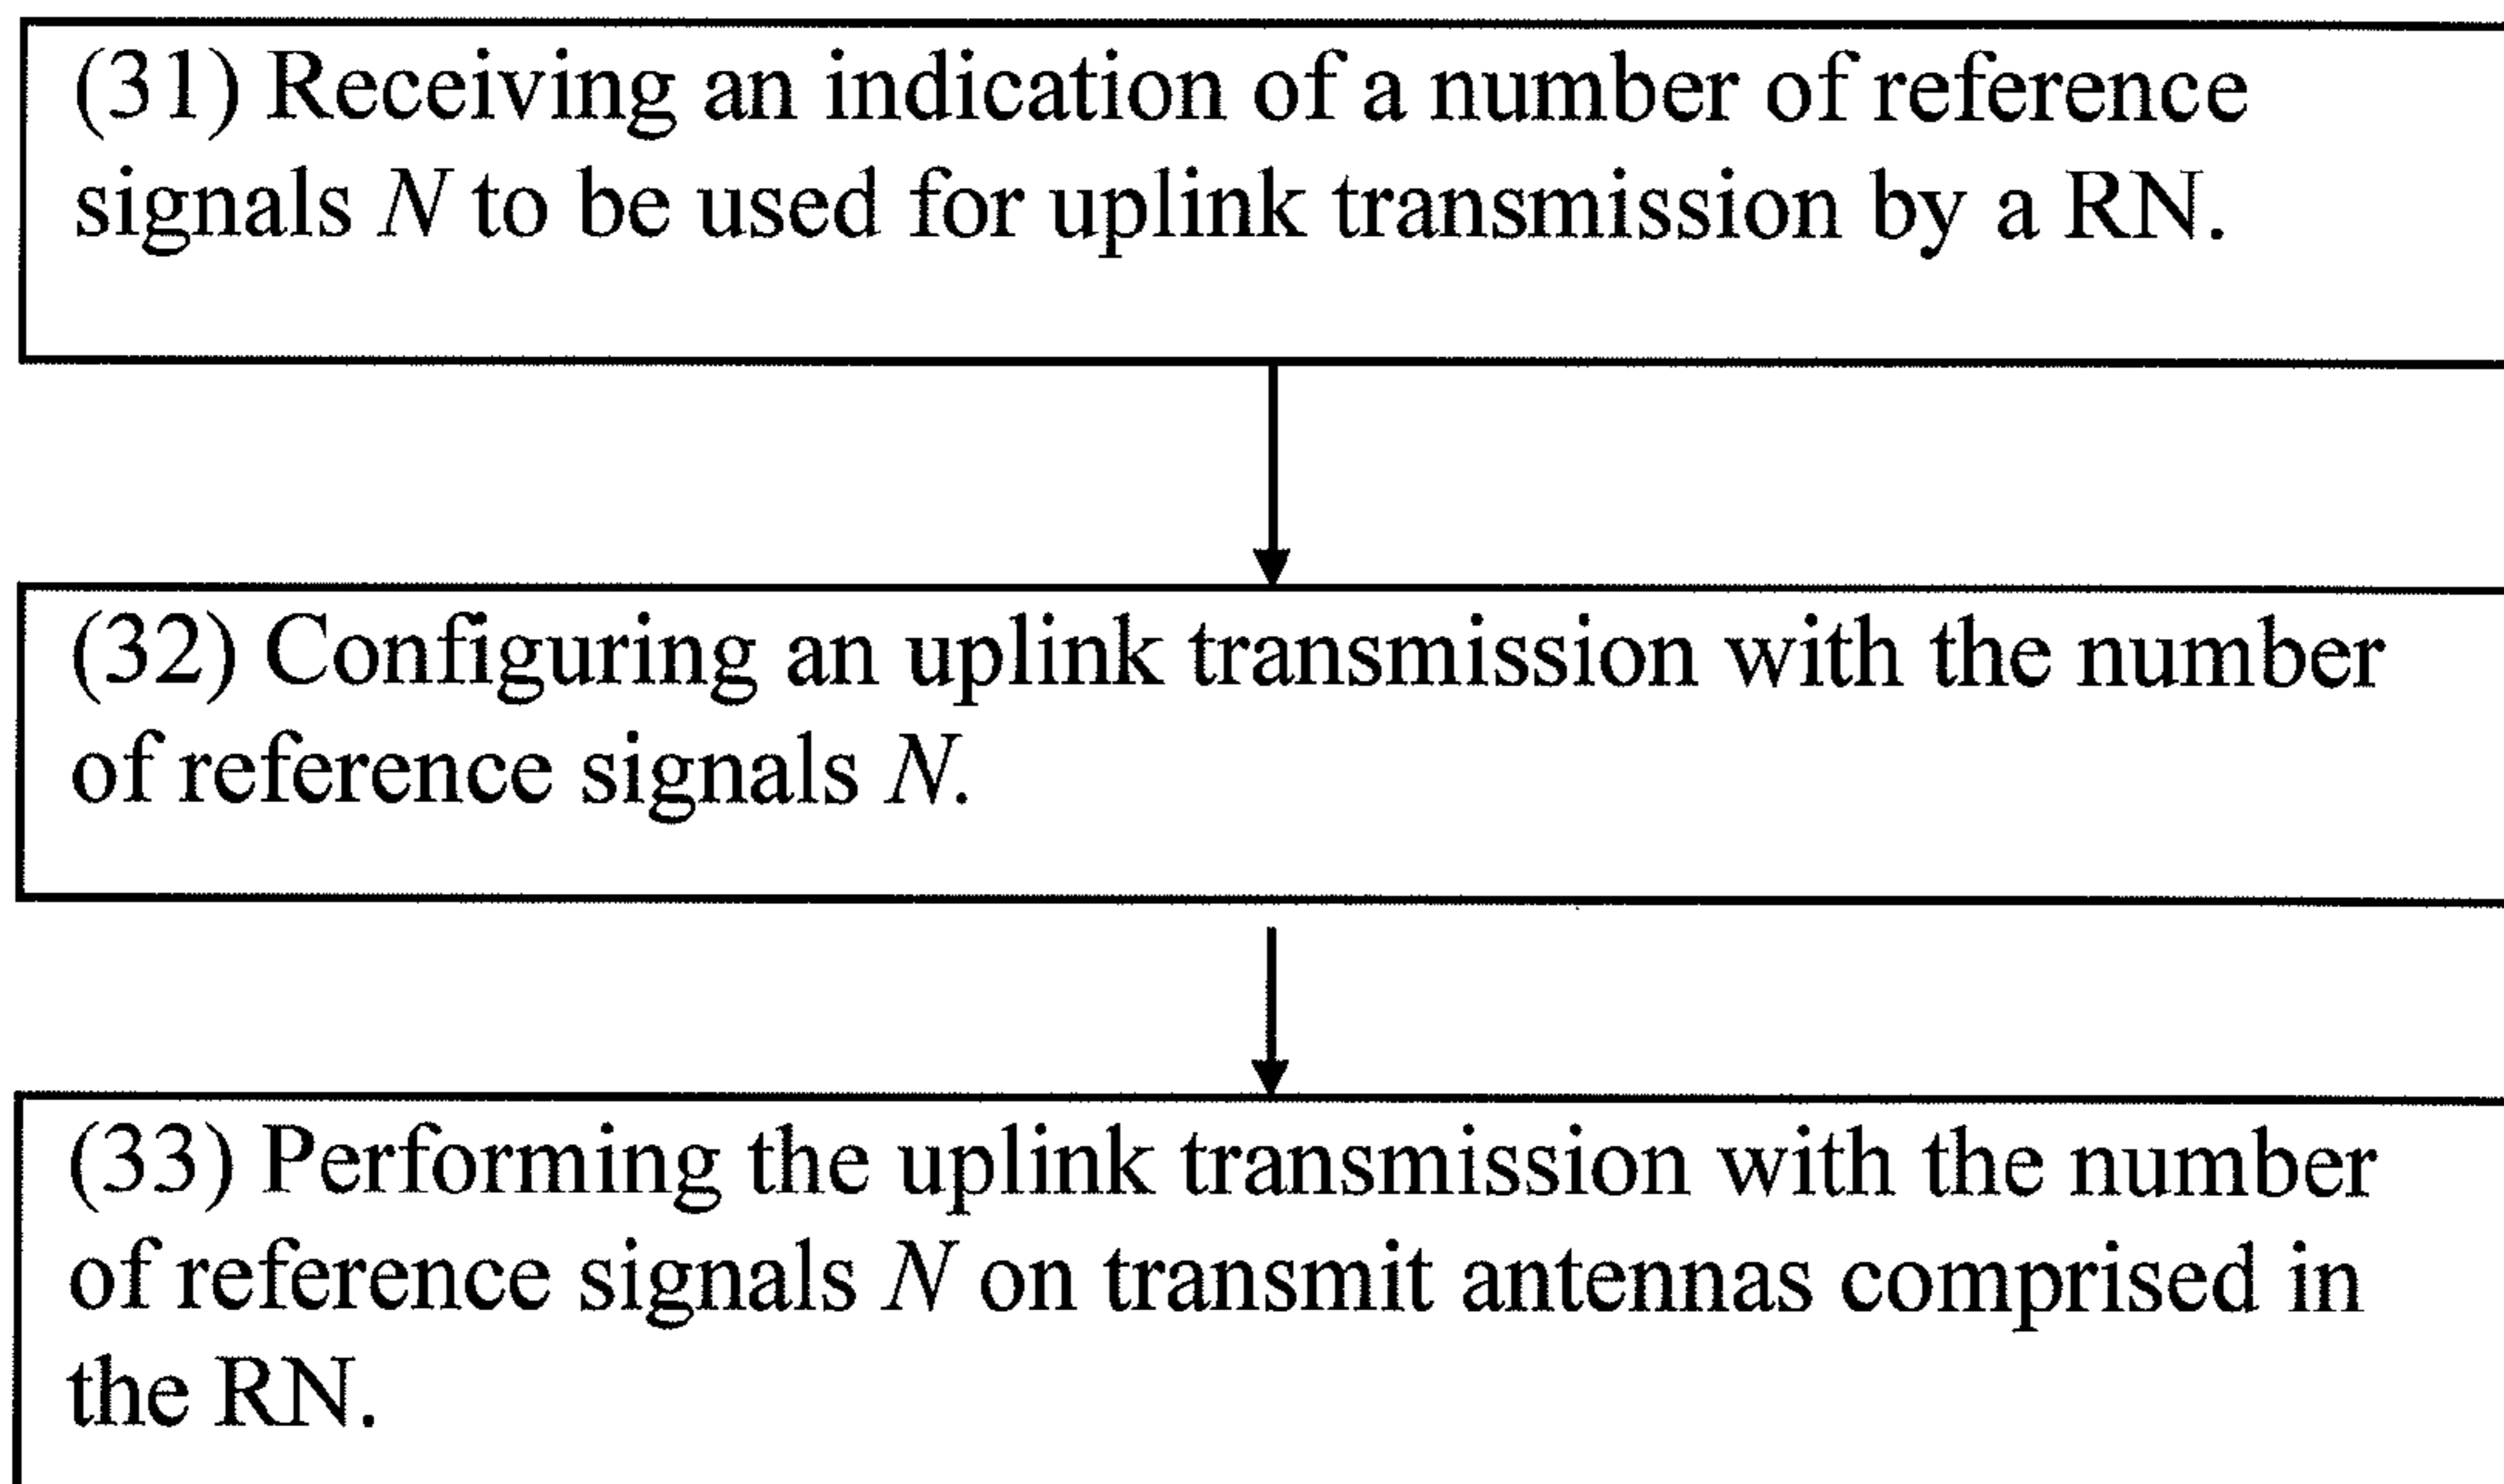 (31) Receiving an indication of a number of reference
signals N to be used for uplink transmission by a RN.
(32) Configuring an uplink transmission with the number
of reference signals N.
(33) Performing the uplink transmission with the number
of reference signals N on transmit antennas comprised in
the RN.